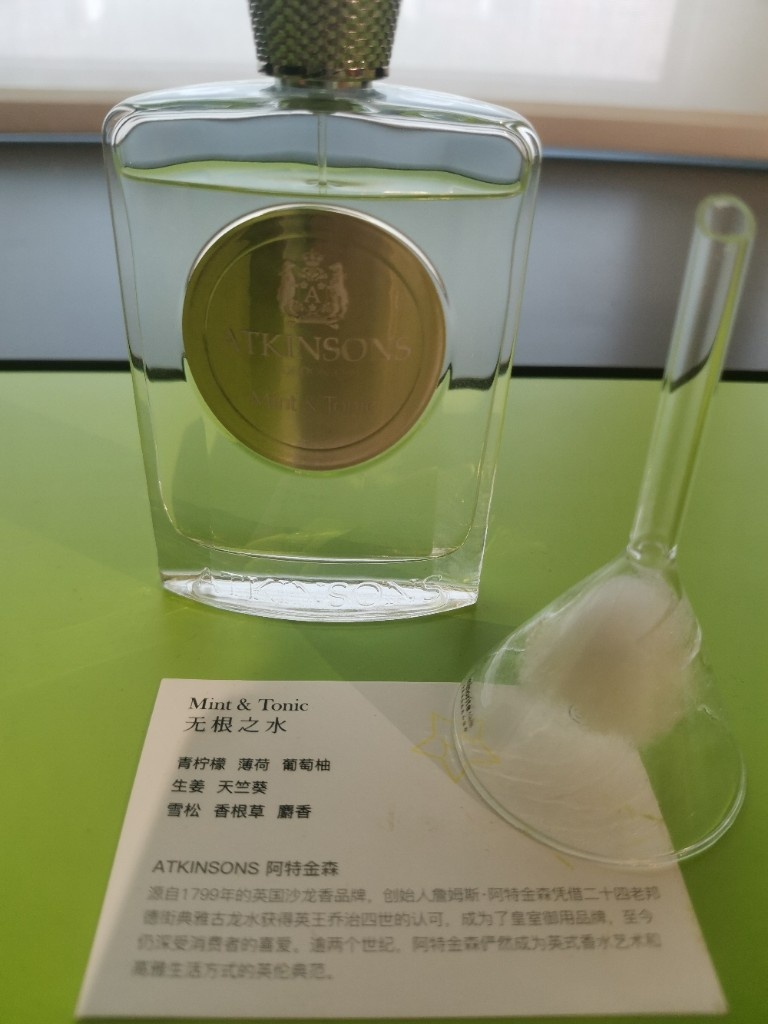 A
ATKINSONS
Mint & Tonic
ATKINSONS
Mint & Tonic
无根之水
青柠檬 薄荷 葡萄柚
生姜 天竺葵
雪松 香根草 麝香
ATKINSONS 阿特金森
源自1799年的英国沙龙香品牌，创始人詹姆斯·阿特金森凭借二十四老邦
德街典雅古龙水获得英王乔治四世的认可，成为了皇室御用品牌，至今
仍深受消费者的喜爱。逾两个世纪，阿特金森俨然成为英式香水艺术和
高雅生活方式的英伦典范。